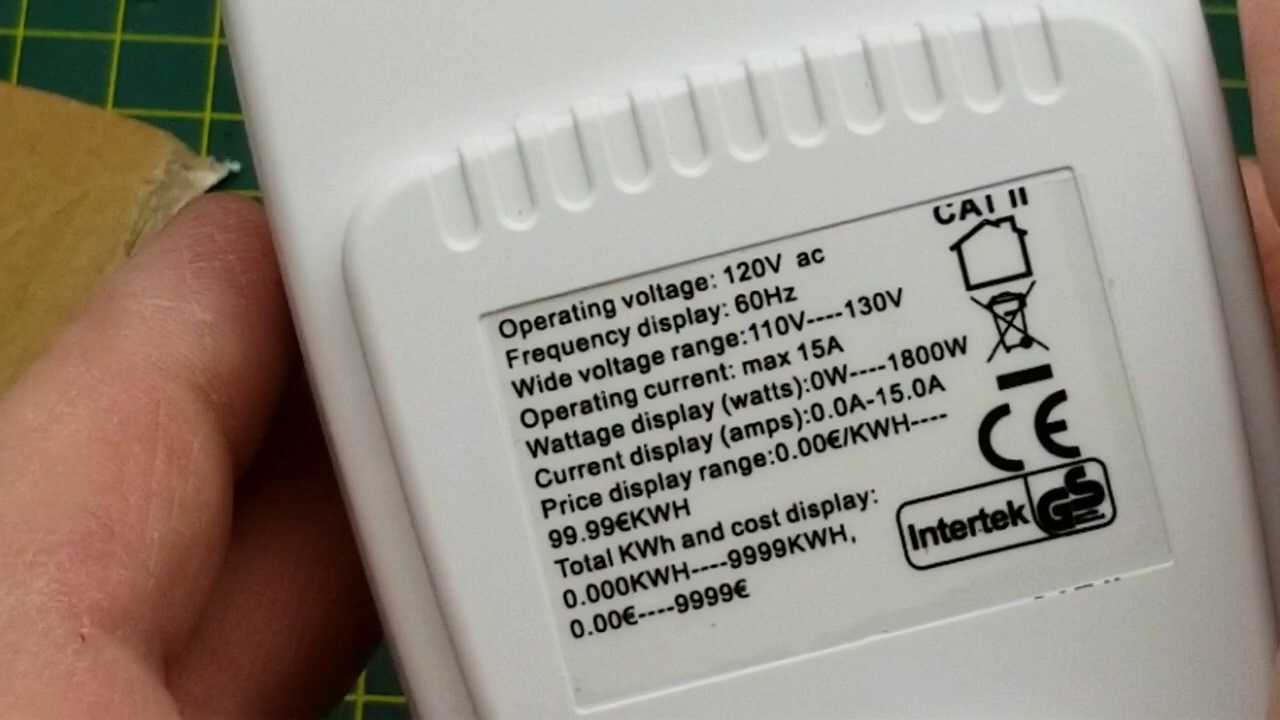 Operating voltage: 120V ac
Frequency display: 60Hz
Wide voltage range:110V----130V
Operating current: max 15A
Wattage display (watts):0W----1800W
Current display (amps):0.0A-15.0A
Price display range:0.00€/KWH----
99.99€KWH
Total KWh and cost display:
0.000KWH----9999KWH,
0.00€----9999€
CAT II
CE
Intertek GS